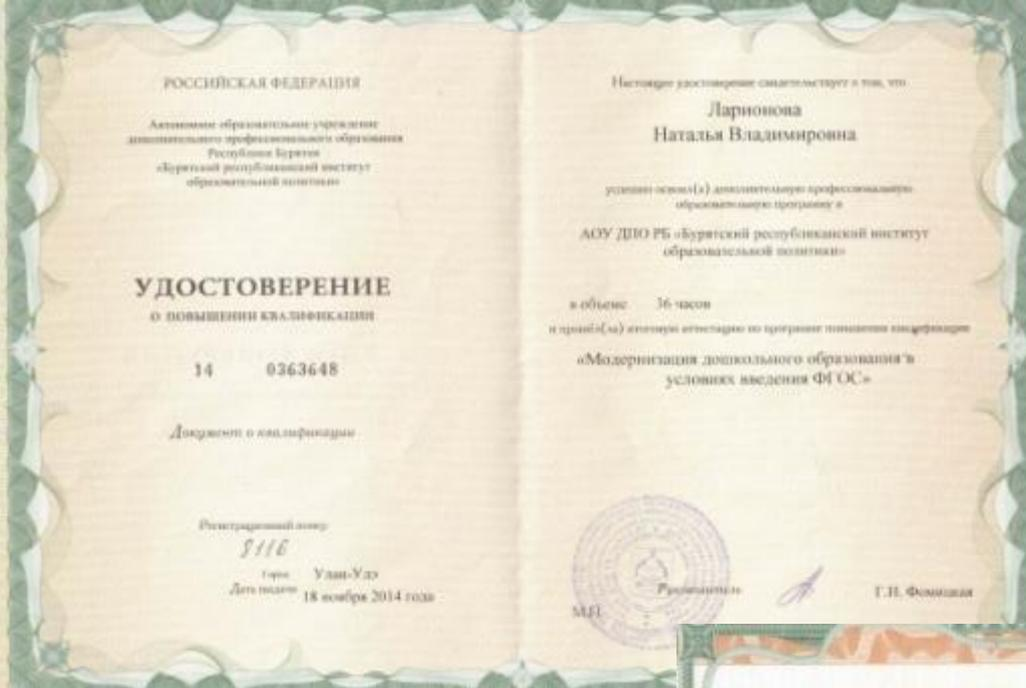 РОССИЙСКАЯ ФЕДЕРАЦИЯ
Автономное образовательное учреждение
дополнительного профессионального образования
Республики Бурятия
«Бурятский республиканский институт
образовательной политики»
УДОСТОВЕРЕНИЕ
О ПОВЫШЕНИИ КВАЛИФИКАЦИИ
14 0363648
Документ о квалификации
Регистрационный номер
8116
Город Улан-Удэ
Дата выдачи 18 ноября 2014 года
Настоящее удостоверение свидетельствует о том, что
Ларионова
Наталья Владимировна
успешно освоил(а) дополнительную профессиональную
образовательную программу в
АОУ ДПО РБ «Бурятский республиканский институт
образовательной политики»
в объеме 36 часов
и прошёл(ла) итоговую аттестацию по программе повышения квалификации
«Модернизация дошкольного образования в
условиях введения ФГОС»
Руководитель Г.Н. Фомицкая
М.П.